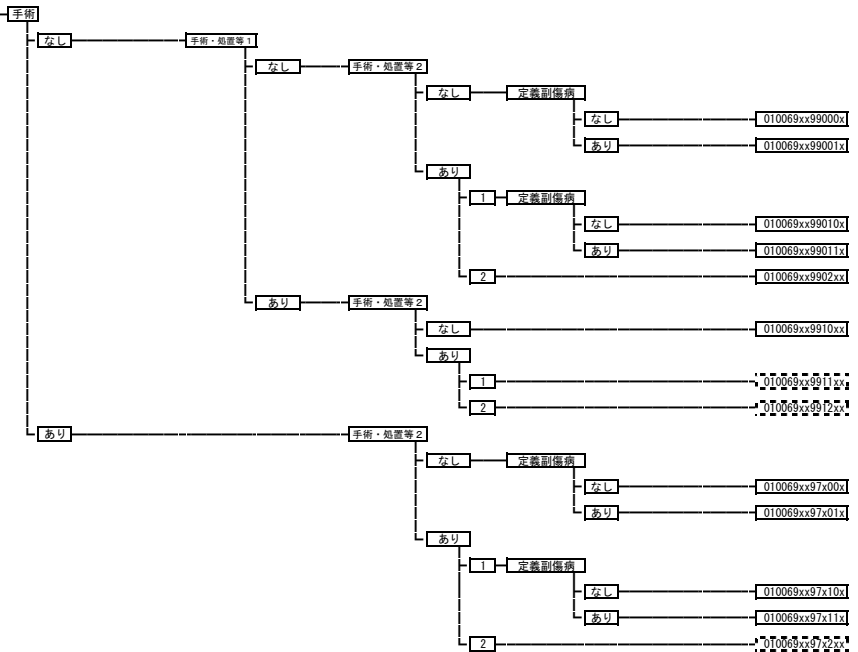 手術
なし 手術・処置等1
なし 手術・処置等2
なし 定義副傷病
なし 010069xx99000x
あり 010069xx99001x
あり
1 定義副傷病
なし 010069xx99010x
あり 010069xx99011x
2 010069xx9902xx
あり 手術・処置等2
なし 010069xx9910xx
あり
1 010069xx9911xx
2 010069xx9912xx
あり 手術・処置等2
なし 定義副傷病
なし 010069xx97x00x
あり 010069xx97x01x
あり
1 定義副傷病
なし 010069xx97x10x
あり 010069xx97x11x
2 010069xx97x2xx